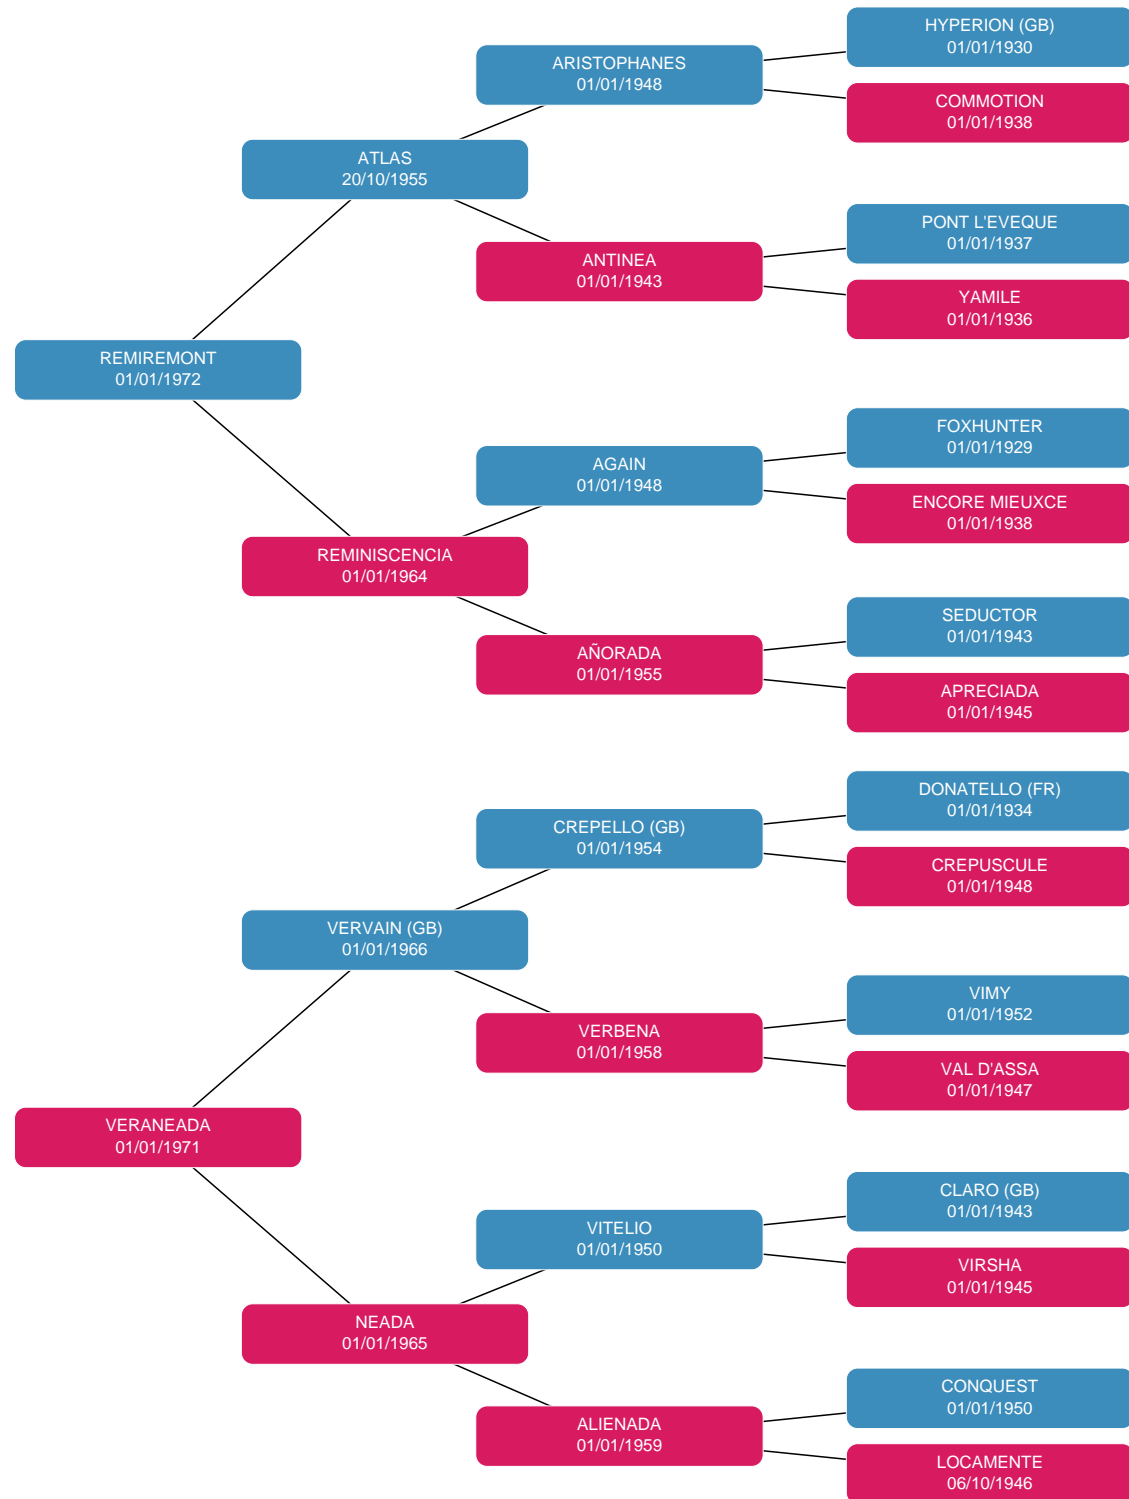 HYPERION (GB)
01/01/1930
ARISTOPHANES
01/01/1948
COMMOTION
01/01/1938
ATLAS
20/10/1955
PONT L'EVEQUE
01/01/1937
ANTINEA
01/01/1943
YAMILE
01/01/1936
REMIREMONT
01/01/1972
FOXHUNTER
01/01/1929
AGAIN
01/01/1948
ENCORE MIEUXCE
01/01/1938
REMINISCENCIA
01/01/1964
SEDUCTOR
01/01/1943
AÑORADA
01/01/1955
APRECIADA
01/01/1945
DONATELLO (FR)
01/01/1934
CREPELLO (GB)
01/01/1954
CREPUSCULE
01/01/1948
VERVAIN (GB)
01/01/1966
VIMY
01/01/1952
VERBENA
01/01/1958
VAL D'ASSA
01/01/1947
VERANEADA
01/01/1971
CLARO (GB)
01/01/1943
VITELIO
01/01/1950
VIRSHA
01/01/1945
NEADA
01/01/1965
CONQUEST
01/01/1950
ALIENADA
01/01/1959
LOCAMENTE
06/10/1946